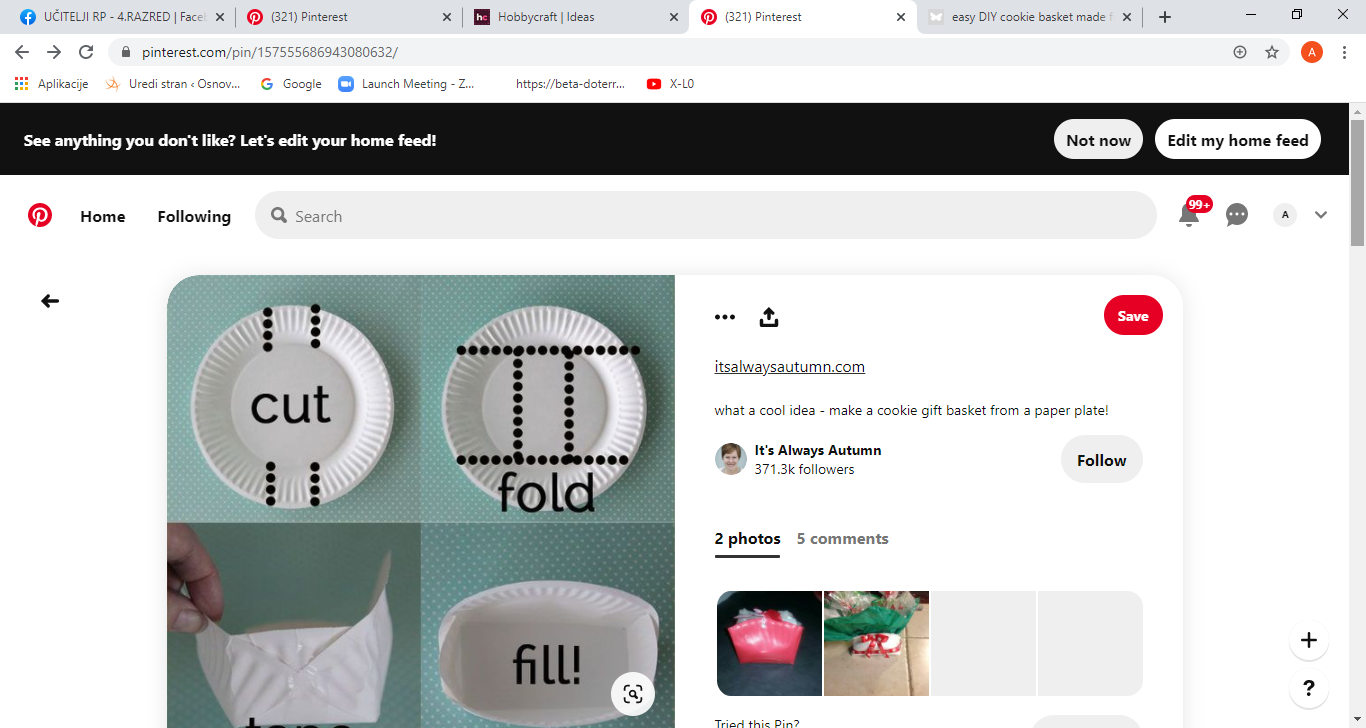 UČITELJI RP - 4.RAZRED | Face
(321) Pinterest
hc Hobbycraft | Ideas
(321) Pinterest
easy DIY cookie basket made f
pinterest.com/pin/157555686943080632/
A
Aplikacije
Uredi stran ‹ Osnov...
Google
Launch Meeting - Z...
https://beta-doterr...
X-L0
See anything you don't like? Let's edit your home feed!
Not now
Edit my home feed
Home
Following
Search
99+
A
cut
fold
tape
fill!
Save
itsalwaysautumn.com
what a cool idea - make a cookie gift basket from a paper plate!
It's Always Autumn
371.3k followers
Follow
2 photos
5 comments
Tried this Pin?
+
?